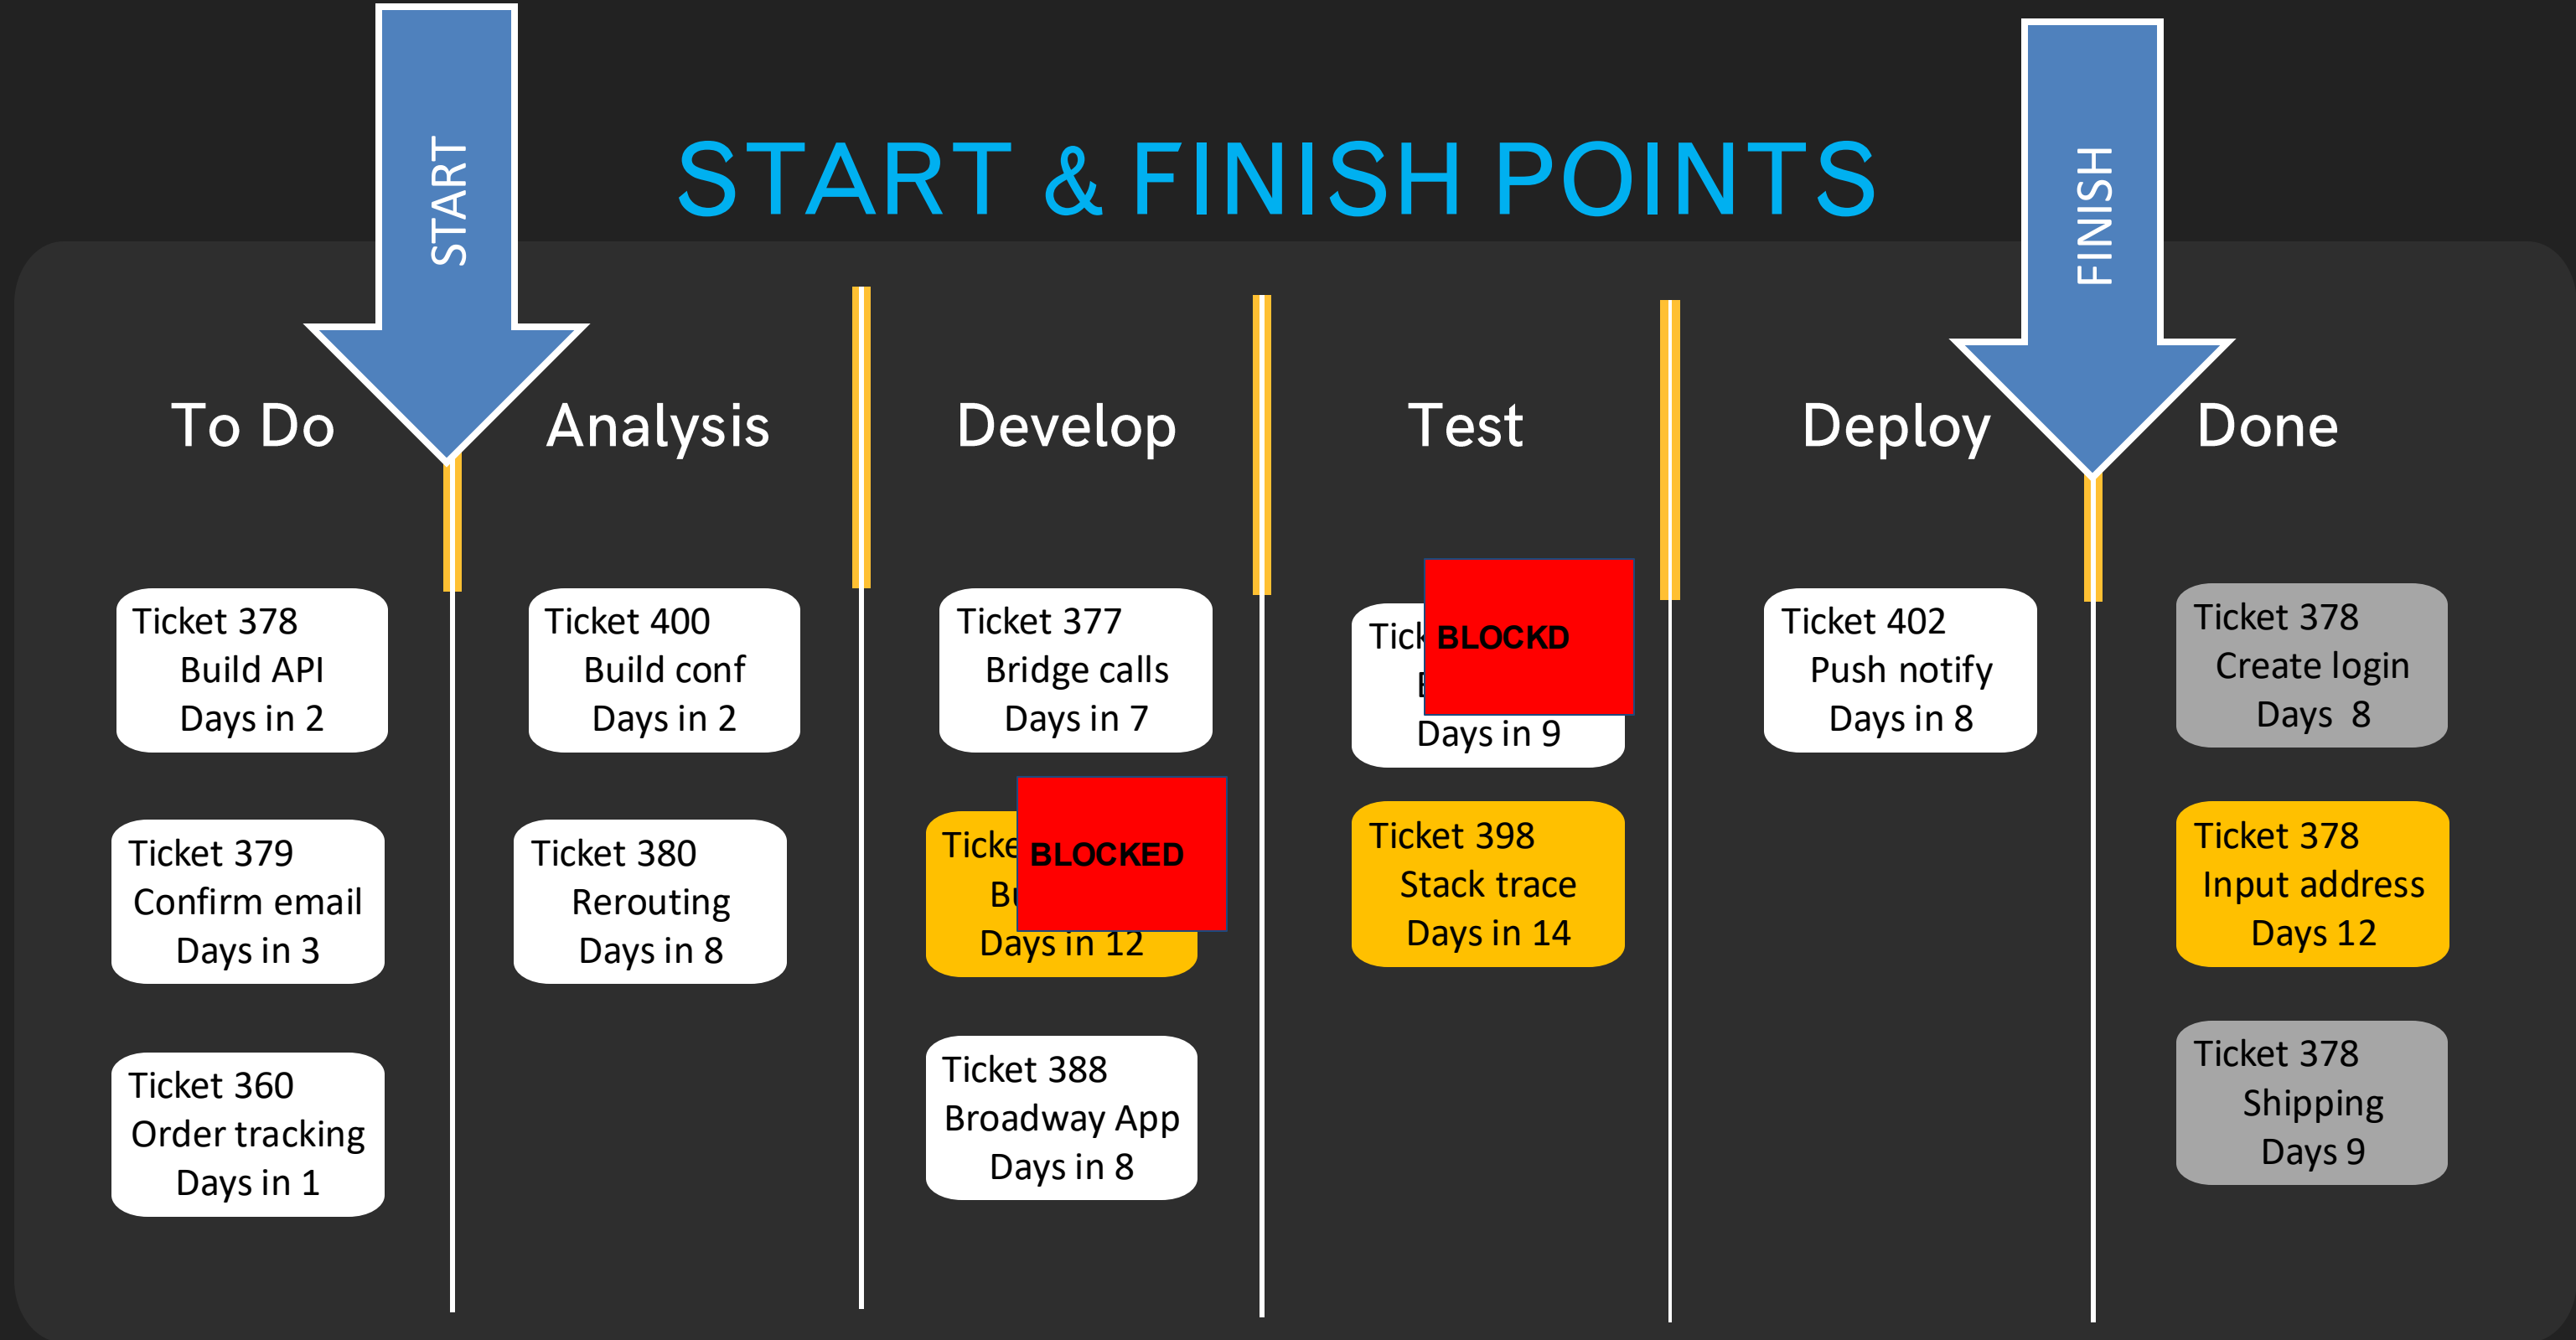 START
START & FINISH POINTS
FINISH
To Do
Analysis
Develop
Test
Deploy
Done
Ticket 378
Build API
Days in 2
Ticket 379
Confirm email
Days in 3
Ticket 360
Order tracking
Days in 1
Ticket 400
Build conf
Days in 2
Ticket 380
Rerouting
Days in 8
Ticket 377
Bridge calls
Days in 7
BLOCKED
Days in 12
Ticket 388
Broadway App
Days in 8
BLOCKD
Days in 9
Ticket 398
Stack trace
Days in 14
Ticket 402
Push notify
Days in 8
Ticket 378
Create login
Days 8
Ticket 378
Input address
Days 12
Ticket 378
Shipping
Days 9